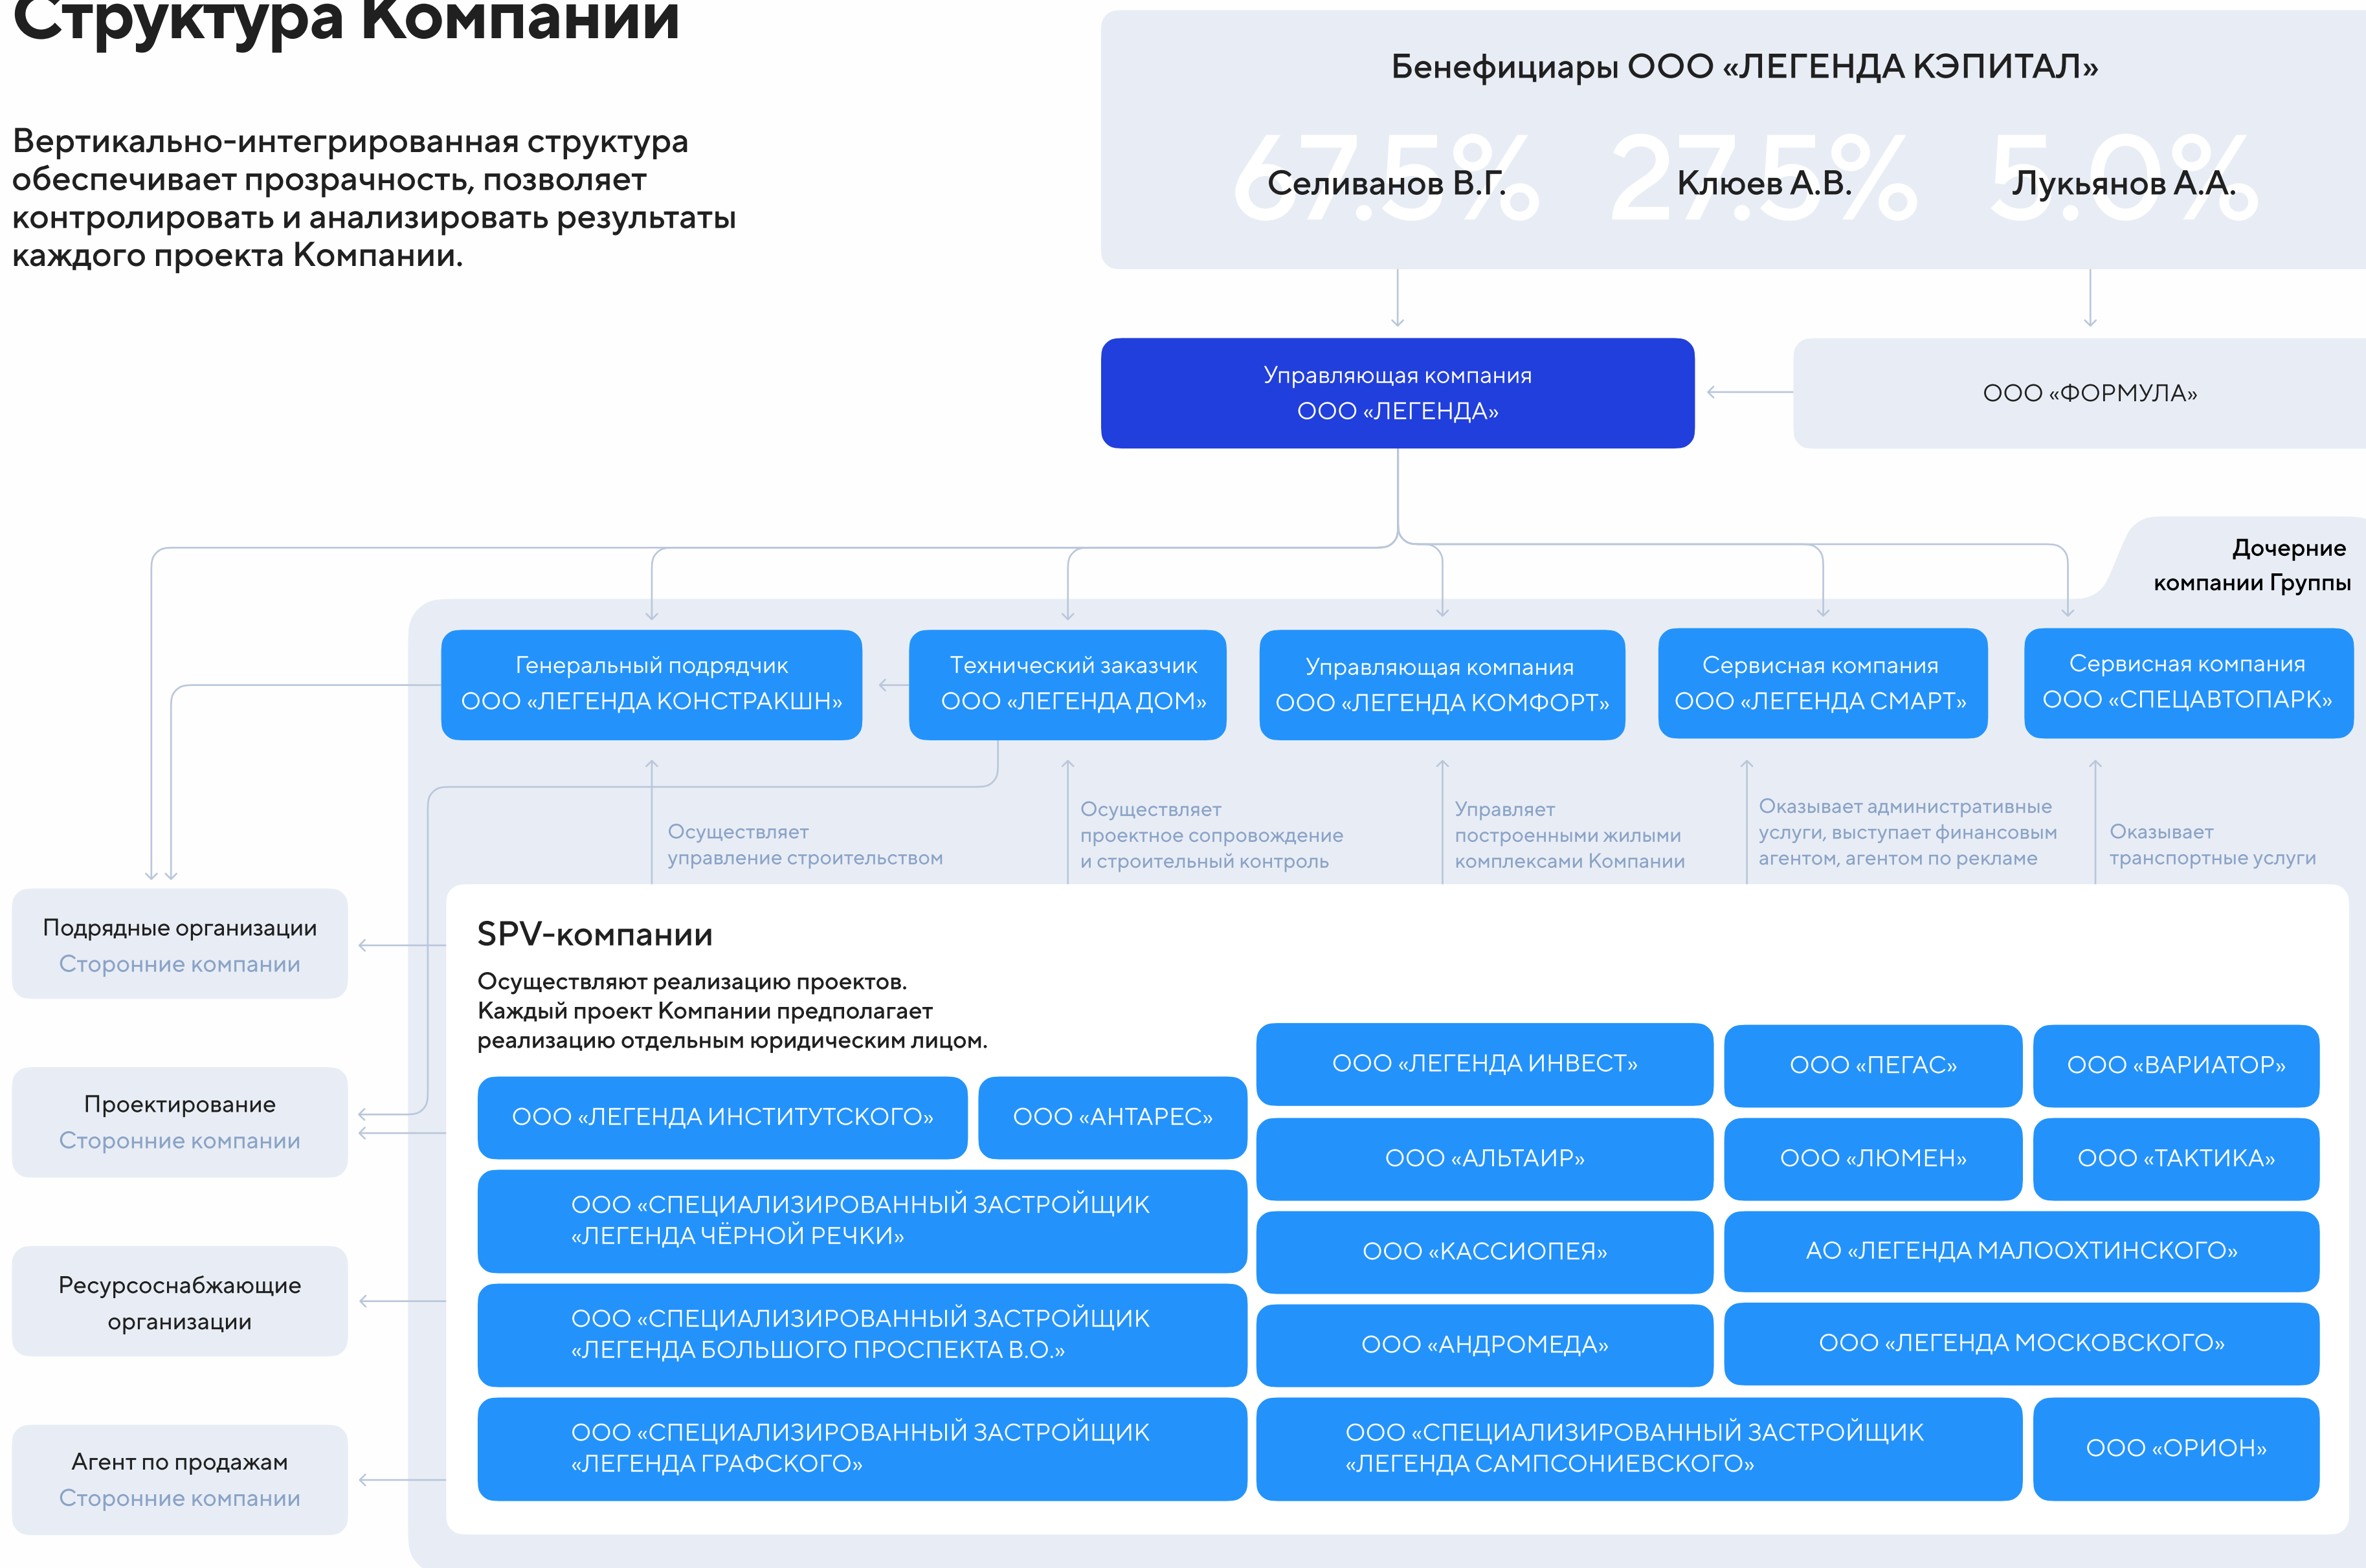 Структура Компании
Вертикально-интегрированная структура
обеспечивает прозрачность, позволяет
контролировать и анализировать результаты
каждого проекта Компании.
Бенефициары ООО «ЛЕГЕНДА КЭПИТАЛ»
67.5% 27.5% 5.0%
Селиванов В.Г. Клюев А.В. Лукьянов А.А.
Управляющая компания
ООО «ЛЕГЕНДА»
ООО «ФОРМУЛА»
Дочерние
компании Группы
Генеральный подрядчик
ООО «ЛЕГЕНДА КОНСТРАКШН»
Технический заказчик
ООО «ЛЕГЕНДА ДОМ»
Управляющая компания
ООО «ЛЕГЕНДА КОМФОРТ»
Сервисная компания
ООО «ЛЕГЕНДА СМАРТ»
Сервисная компания
ООО «СПЕЦАВТОПАРК»
Осуществляет
управление строительством
Осуществляет
проектное сопровождение
и строительный контроль
Управляет
построенными жилыми
комплексами Компании
Оказывает административные
услуги, выступает финансовым
агентом, агентом по рекламе
Оказывает
транспортные услуги
Подрядные организации
Сторонние компании
Проектирование
Сторонние компании
Ресурсоснабжающие
организации
Агент по продажам
Сторонние компании
SPV-компании
Осуществляют реализацию проектов.
Каждый проект Компании предполагает
реализацию отдельным юридическим лицом.
ООО «ЛЕГЕНДА ИНСТИТУТСКОГО»
ООО «АНТАРЕС»
ООО «СПЕЦИАЛИЗИРОВАННЫЙ ЗАСТРОЙЩИК
«ЛЕГЕНДА ЧЁРНОЙ РЕЧКИ»
ООО «СПЕЦИАЛИЗИРОВАННЫЙ ЗАСТРОЙЩИК
«ЛЕГЕНДА БОЛЬШОГО ПРОСПЕКТА В.О.»
ООО «СПЕЦИАЛИЗИРОВАННЫЙ ЗАСТРОЙЩИК
«ЛЕГЕНДА ГРАФСКОГО»
ООО «ЛЕГЕНДА ИНВЕСТ»
ООО «ПЕГАС»
ООО «ВАРИАТОР»
ООО «АЛЬТАИР»
ООО «ЛЮМЕН»
ООО «ТАКТИКА»
ООО «КАССИОПЕЯ»
АО «ЛЕГЕНДА МАЛООХТИНСКОГО»
ООО «АНДРОМЕДА»
ООО «ЛЕГЕНДА МОСКОВСКОГО»
ООО «СПЕЦИАЛИЗИРОВАННЫЙ ЗАСТРОЙЩИК
«ЛЕГЕНДА САМПСОНИЕВСКОГО»
ООО «ОРИОН»